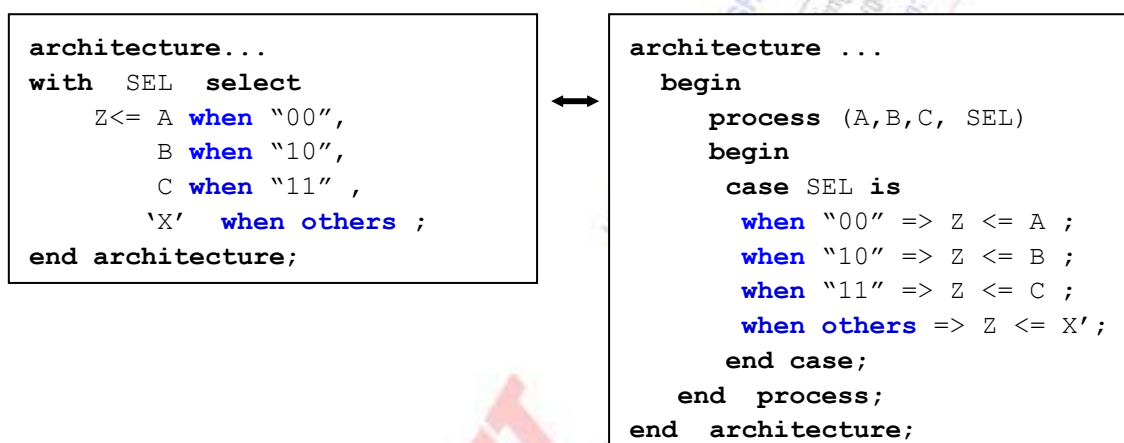 architecture...
with SEL select
Z<= A when “00”,
B when “10”,
C when “11” ,
‘X’ when others ;
end architecture;
architecture ...
begin
process (A,B,C, SEL)
begin
case SEL is
when “00” => Z <= A ;
when “10” => Z <= B ;
when “11” => Z <= C ;
when others => Z <= X’;
end case;
end process;
end architecture;